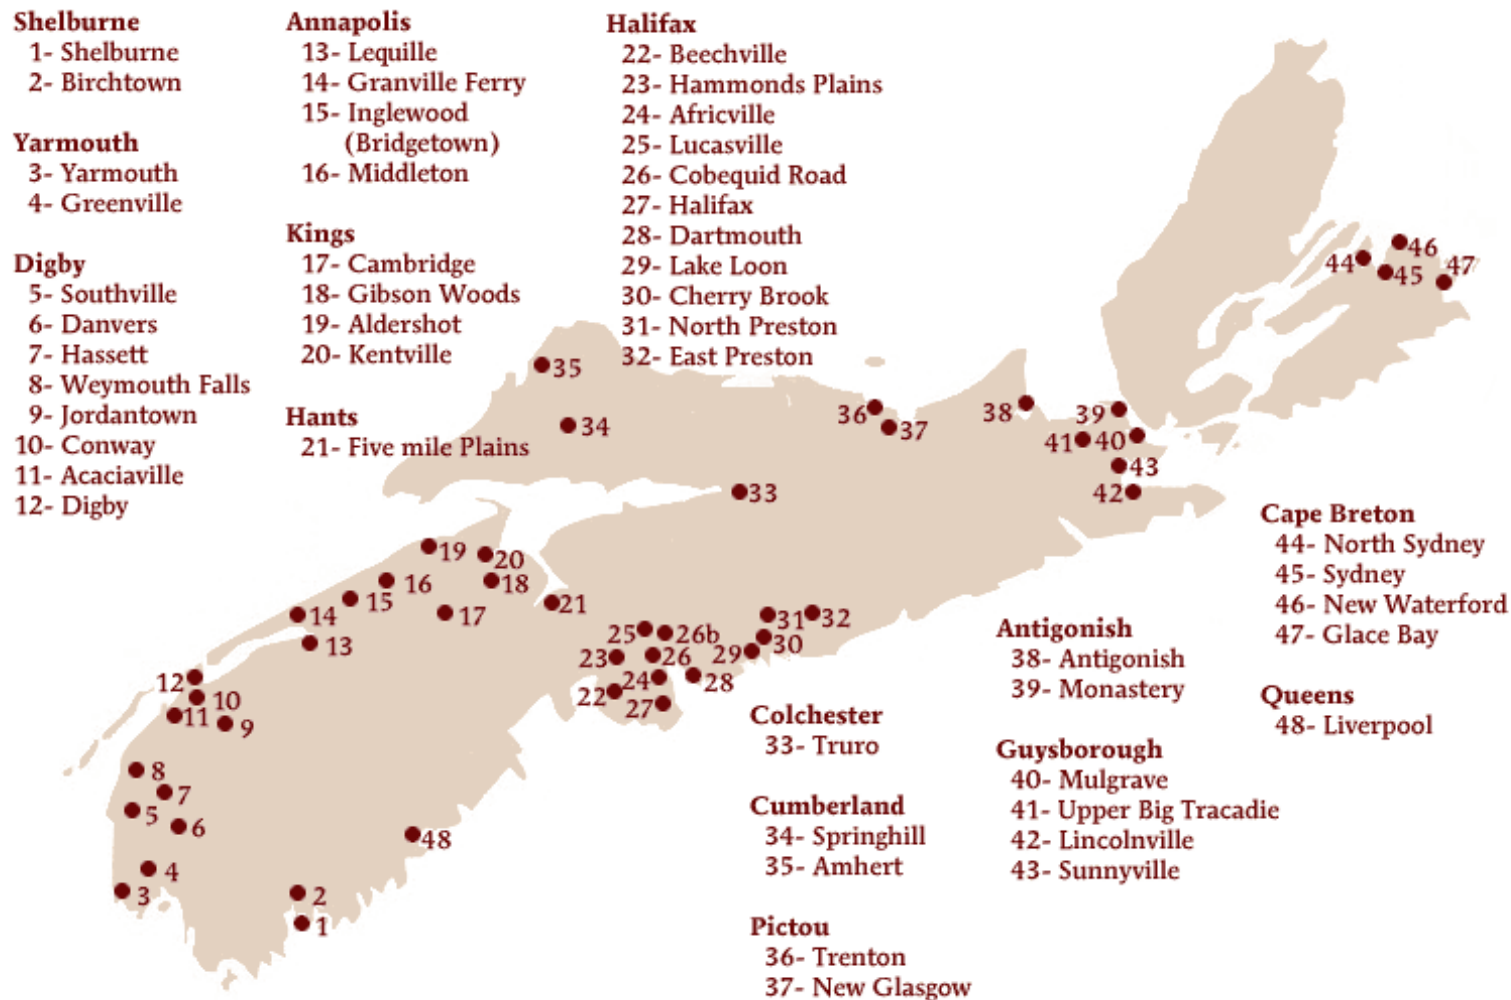 Shelburne
1- Shelburne
2- Birchtown
Yarmouth
3- Yarmouth
4- Greenville
Digby
5- Southville
6- Danvers
7- Hassett
8- Weymouth Falls
9- Jordantown
10- Conway
11- Acaciaville
12- Digby
Annapolis
13- Lequille
14- Granville Ferry
15- Inglewood
(Bridgetown)
16- Middleton
Kings
17- Cambridge
18- Gibson Woods
19- Aldershot
20- Kentville
Hants
21- Five mile Plains
Halifax
22- Beechville
23- Hammonds Plains
24- Africville
25- Lucasville
26- Cobequid Road
27- Halifax
28- Dartmouth
29- Lake Loon
30- Cherry Brook
31- North Preston
32- East Preston
Colchester
33- Truro
Cumberland
34- Springhill
35- Amhert
Pictou
36- Trenton
37- New Glasgow
Antigonish
38- Antigonish
39- Monastery
Guysborough
40- Mulgrave
41- Upper Big Tracadie
42- Lincolnville
43- Sunnyville
Cape Breton
44- North Sydney
45- Sydney
46- New Waterford
47- Glace Bay
Queens
48- Liverpool
46
44
45
47
35
34
36
37
38
39
41
40
43
42
33
19
20
16
18
15
17
21
14
13
25
26b
31
32
30
23
26
29
12
24
28
10
22
27
11
9
8
7
5
6
48
4
3
2
1